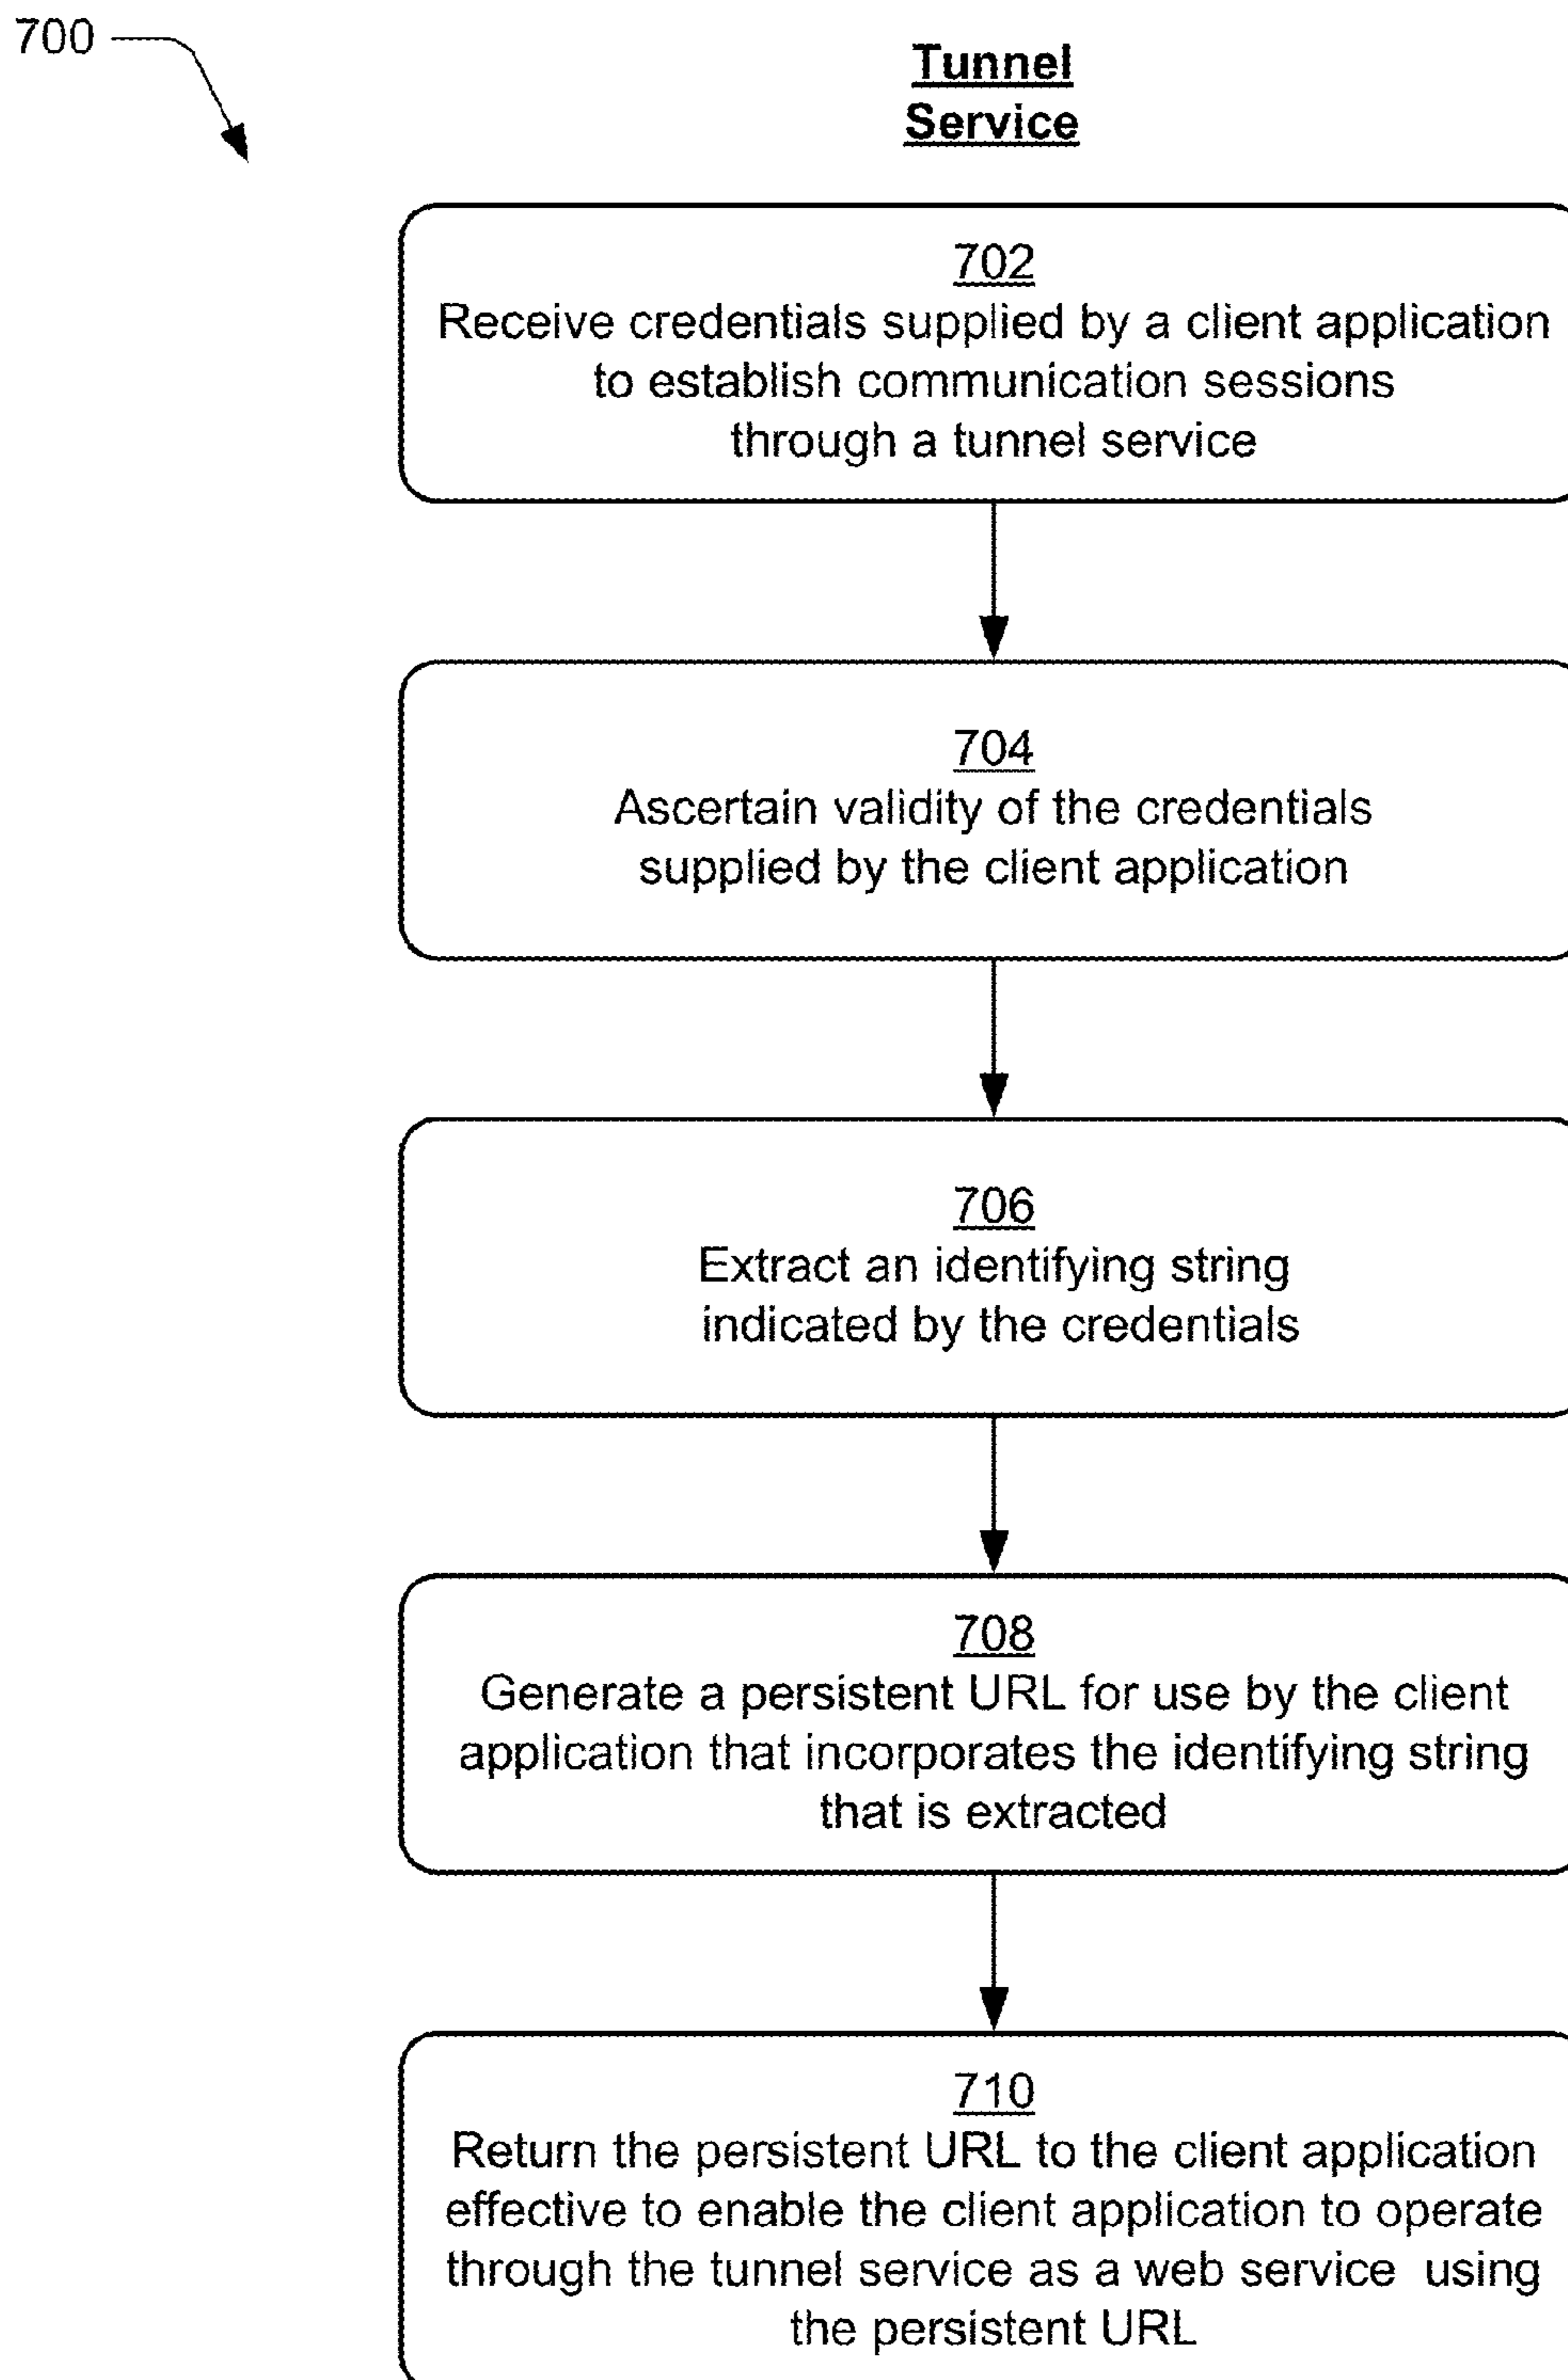 700
Tunnel
Service
702
Receive credentials supplied by a client application
to establish communication sessions
through a tunnel service
704
Ascertain validity of the credentials
supplied by the client application
706
Extract an identifying string
indicated by the credentials
708
Generate a persistent URL for use by the client
application that incorporates the identifying string
that is extracted
710
Return the persistent URL to the client application
effective to enable the client application to operate
through the tunnel service as a web service using
the persistent URL